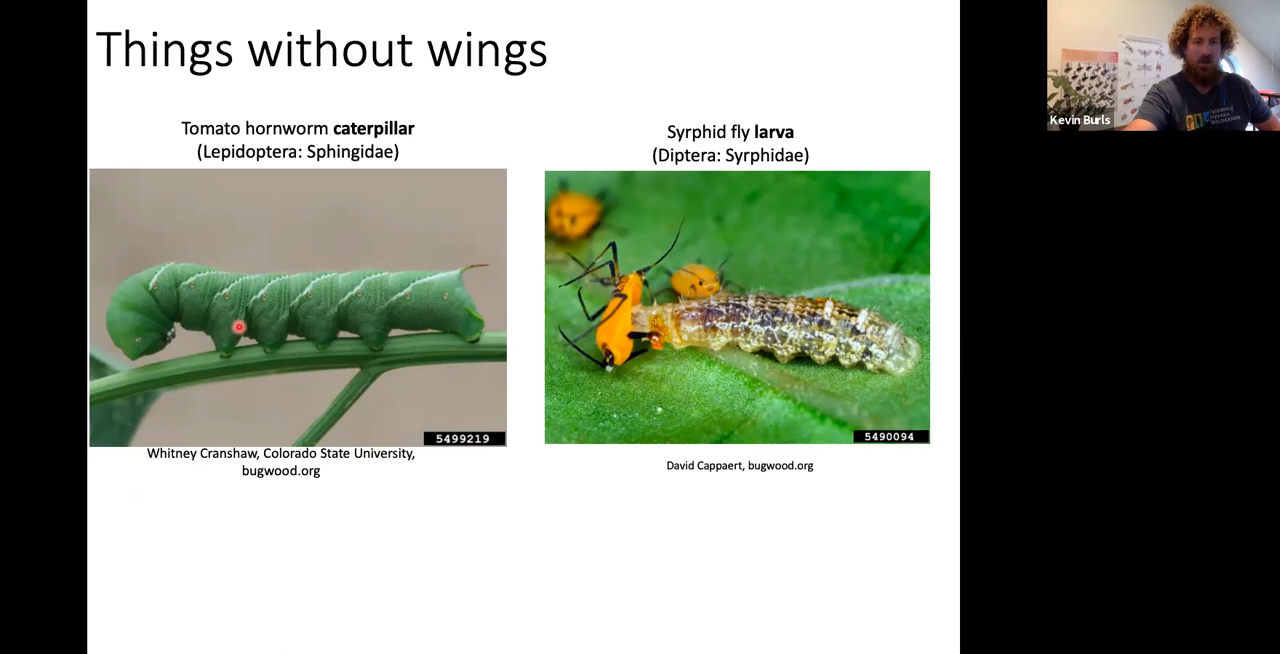 Things without wings
Tomato hornworm caterpillar
(Lepidoptera: Sphingidae)
Syrphid fly larva
(Diptera: Syrphidae)
5499219
5490094
Whitney Cranshaw, Colorado State University,
bugwood.org
David Cappaert, bugwood.org
Kevin Burls